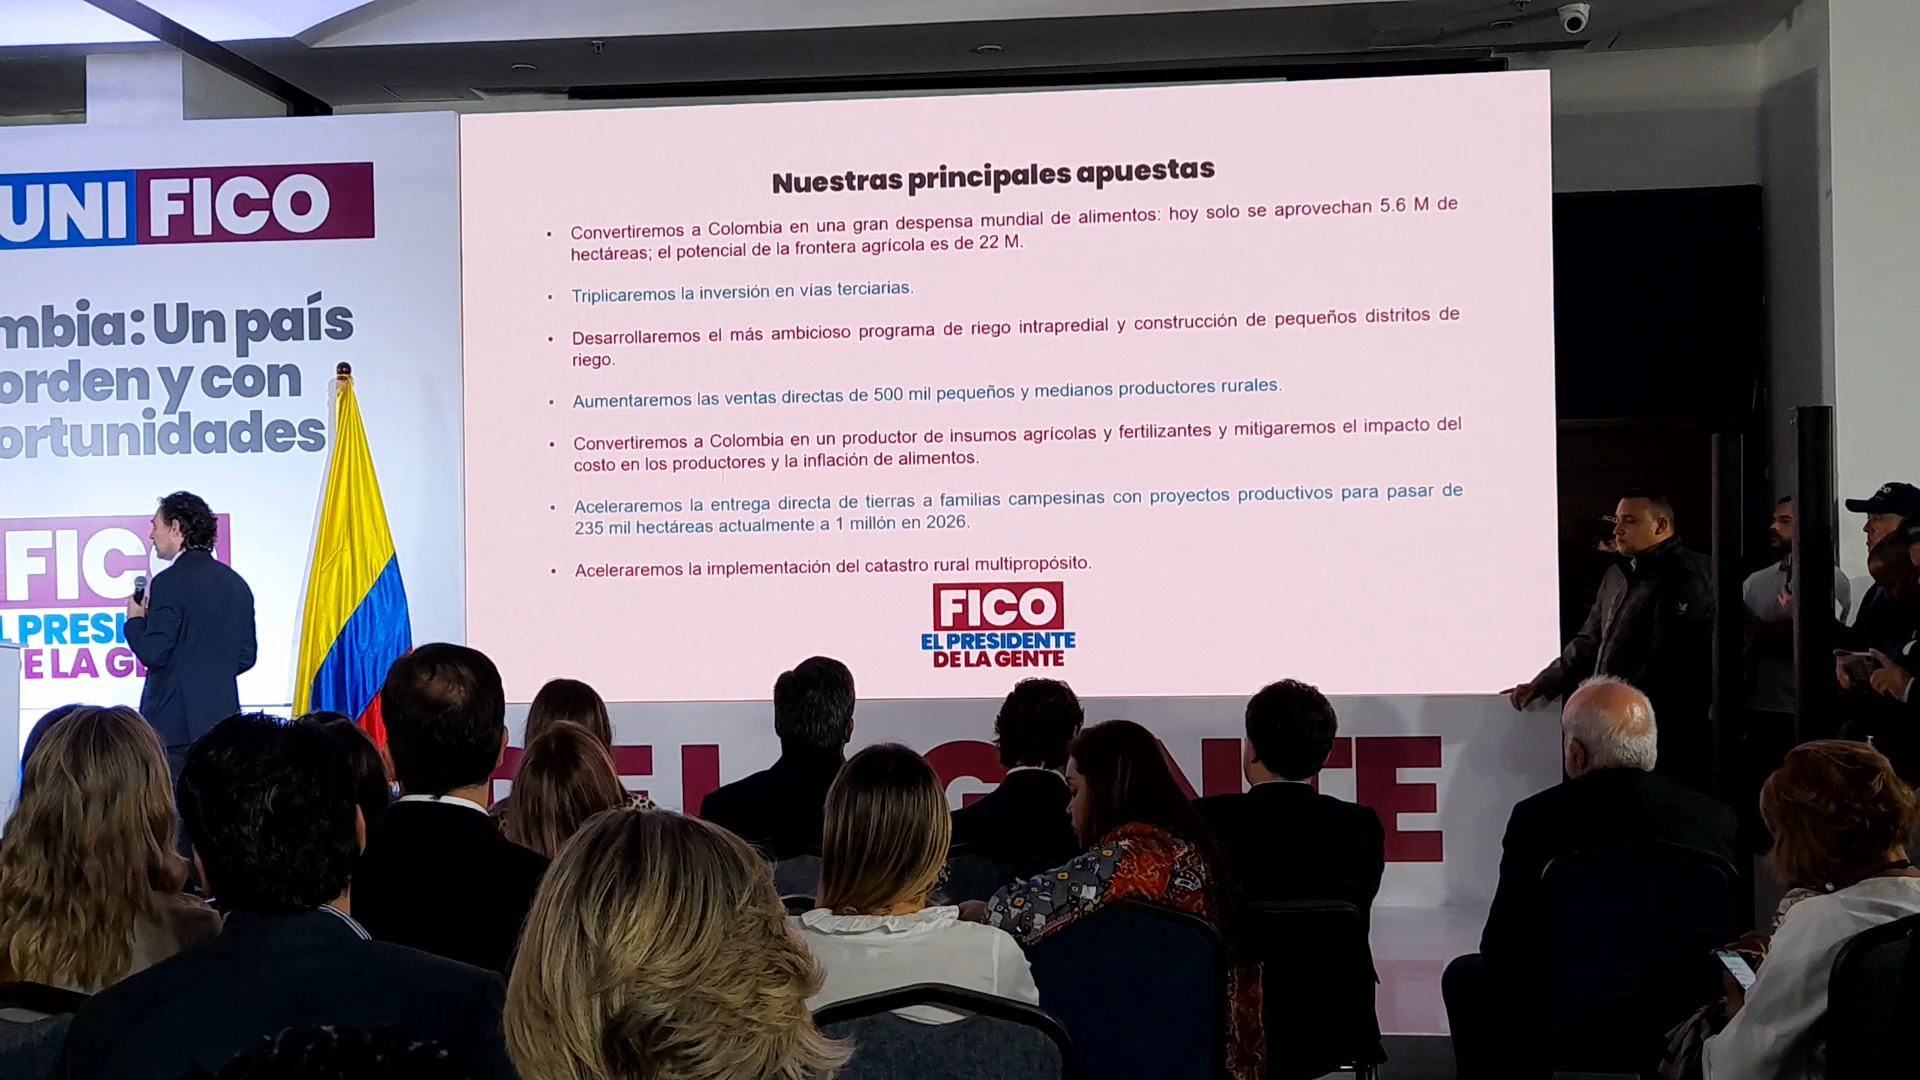 UNI FICO
mbia: Un país
orden y con
ortunidades
FICO
L PRESI
E LA GE
Nuestras principales apuestas
• Convertiremos a Colombia en una gran despensa mundial de alimentos: hoy solo se aprovechan 5.6 M de
hectáreas; el potencial de la frontera agrícola es de 22 M.
• Triplicaremos la inversión en vías terciarias.
• Desarrollaremos el más ambicioso programa de riego intrapredial y construcción de pequeños distritos de
riego.
• Aumentaremos las ventas directas de 500 mil pequeños y medianos productores rurales.
• Convertiremos a Colombia en un productor de insumos agrícolas y fertilizantes y mitigaremos el impacto del
costo en los productores y la inflación de alimentos.
• Aceleraremos la entrega directa de tierras a familias campesinas con proyectos productivos para pasar de
235 mil hectáreas actualmente a 1 millón en 2026.
• Aceleraremos la implementación del catastro rural multipropósito.
FICO
EL PRESIDENTE
DE LA GENTE